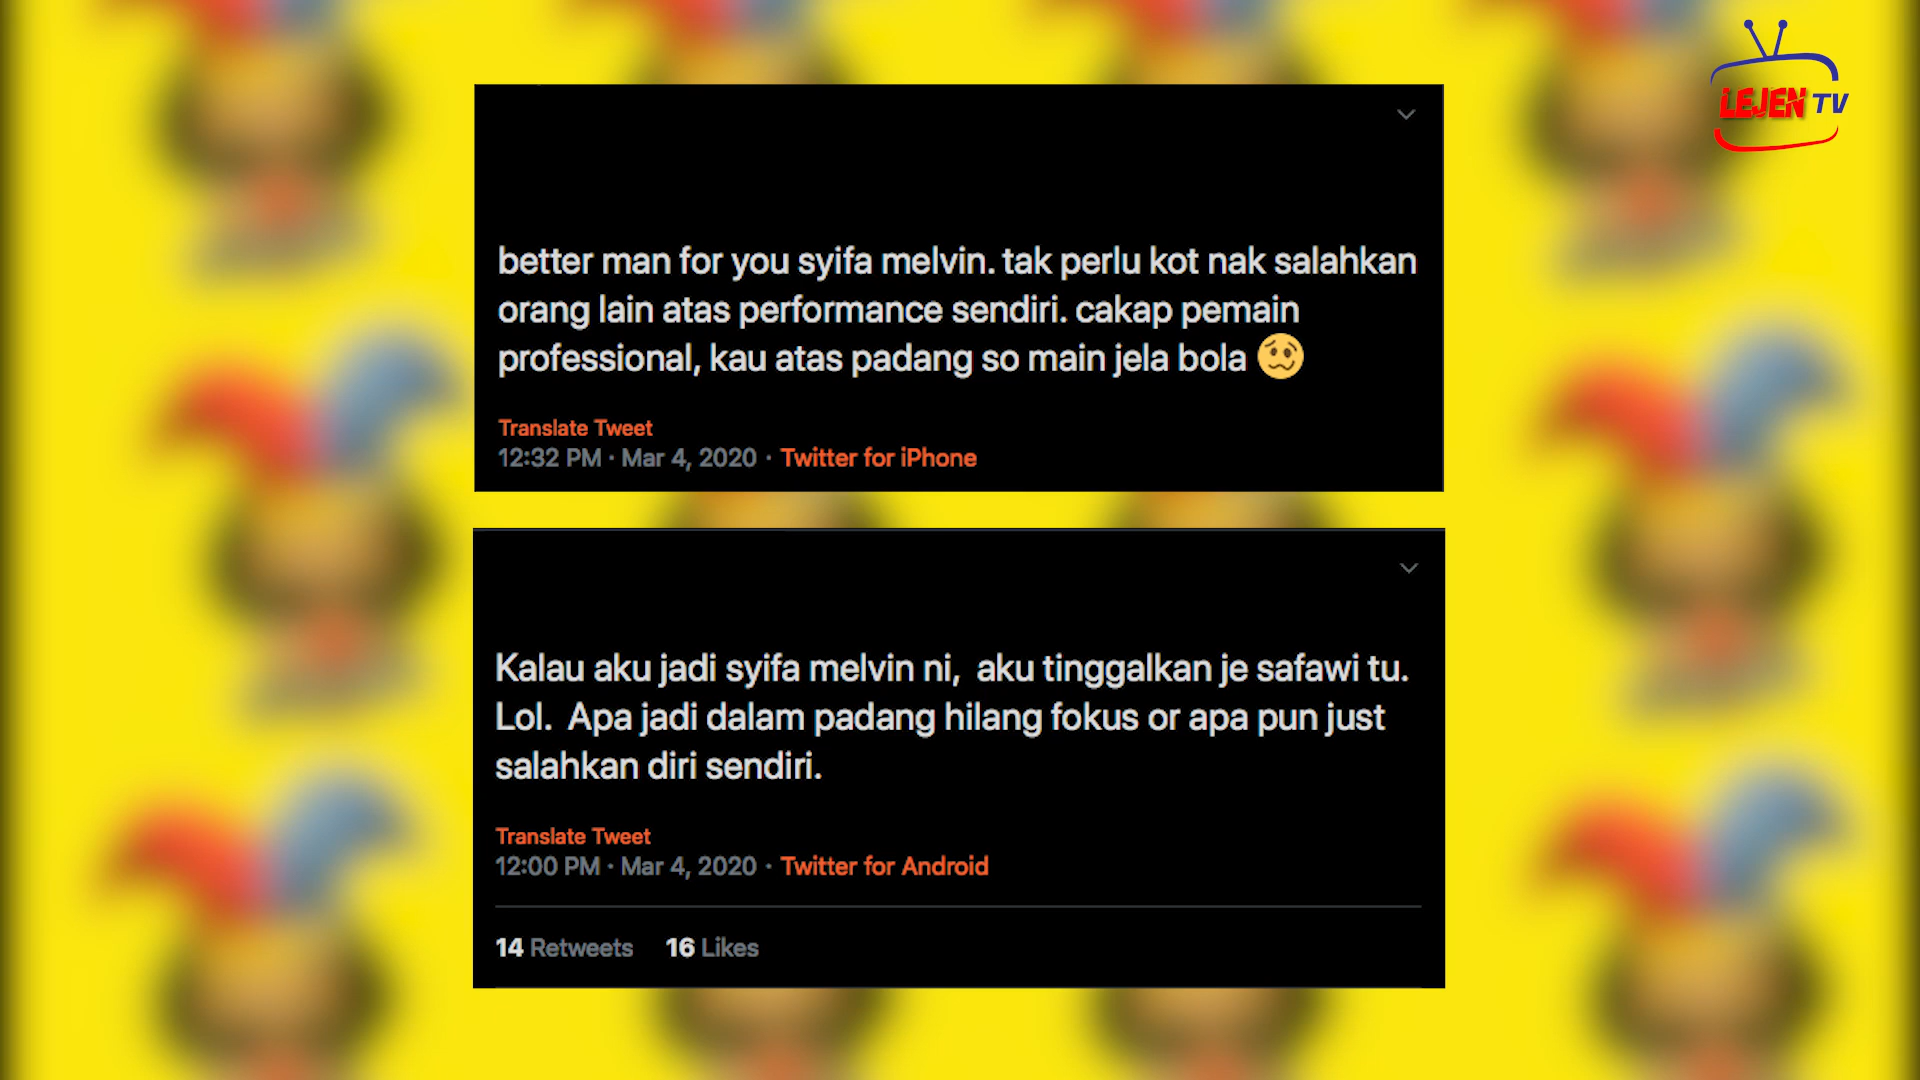 LEJEN TV
better man for you syifa melvin. tak perlu kot nak salahkan
orang lain atas performance sendiri. cakap pemain
professional, kau atas padang so main jela bola 🥴
Translate Tweet
12:32 PM · Mar 4, 2020 · Twitter for iPhone
Kalau aku jadi syifa melvin ni,  aku tinggalkan je safawi tu.
Lol.  Apa jadi dalam padang hilang fokus or apa pun just
salahkan diri sendiri.
Translate Tweet
12:00 PM · Mar 4, 2020 · Twitter for Android
14 Retweets 16 Likes